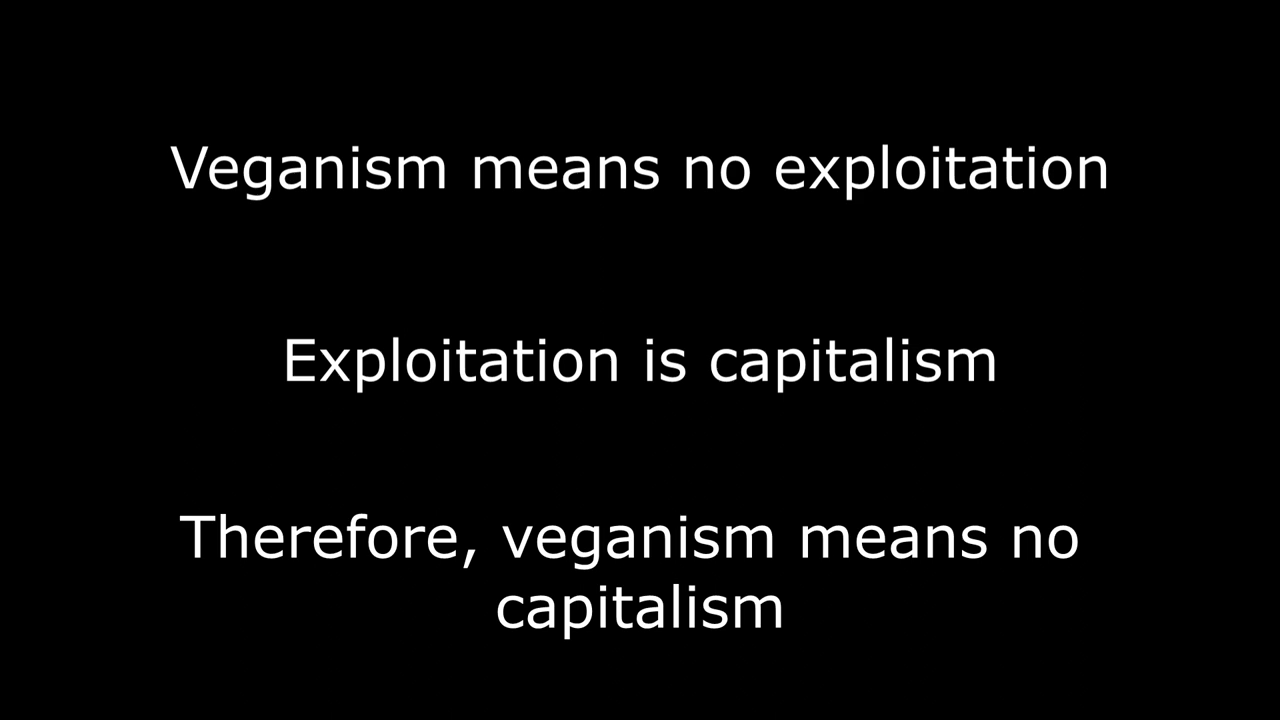 Veganism means no exploitation
Exploitation is capitalism
Therefore, veganism means no
capitalism